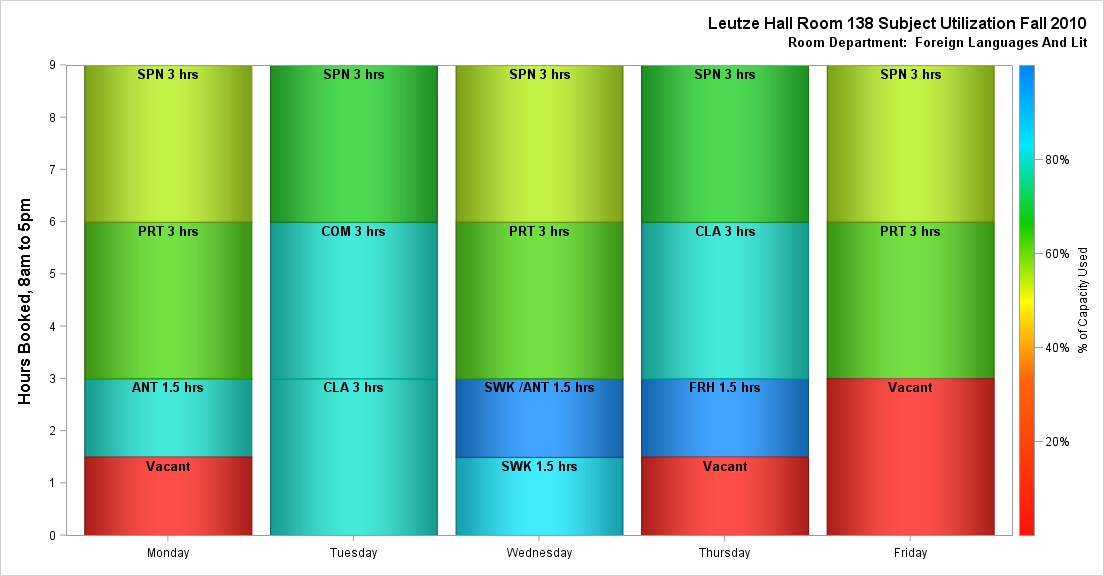 Leutze Hall Room 138 Subject Utilization Fall 2010
Room Department:  Foreign Languages And Lit
Hours Booked, 8am to 5pm
9
8
7
6
5
4
3
2
1
0
SPN 3 hrs
PRT 3 hrs
ANT 1.5 hrs
Vacant
Monday
SPN 3 hrs
COM 3 hrs
CLA 3 hrs
Tuesday
SPN 3 hrs
PRT 3 hrs
SWK /ANT 1.5 hrs
SWK 1.5 hrs
Wednesday
SPN 3 hrs
CLA 3 hrs
FRH 1.5 hrs
Vacant
Thursday
SPN 3 hrs
PRT 3 hrs
Vacant
Friday
80%
60%
40%
20%
% of Capacity Used